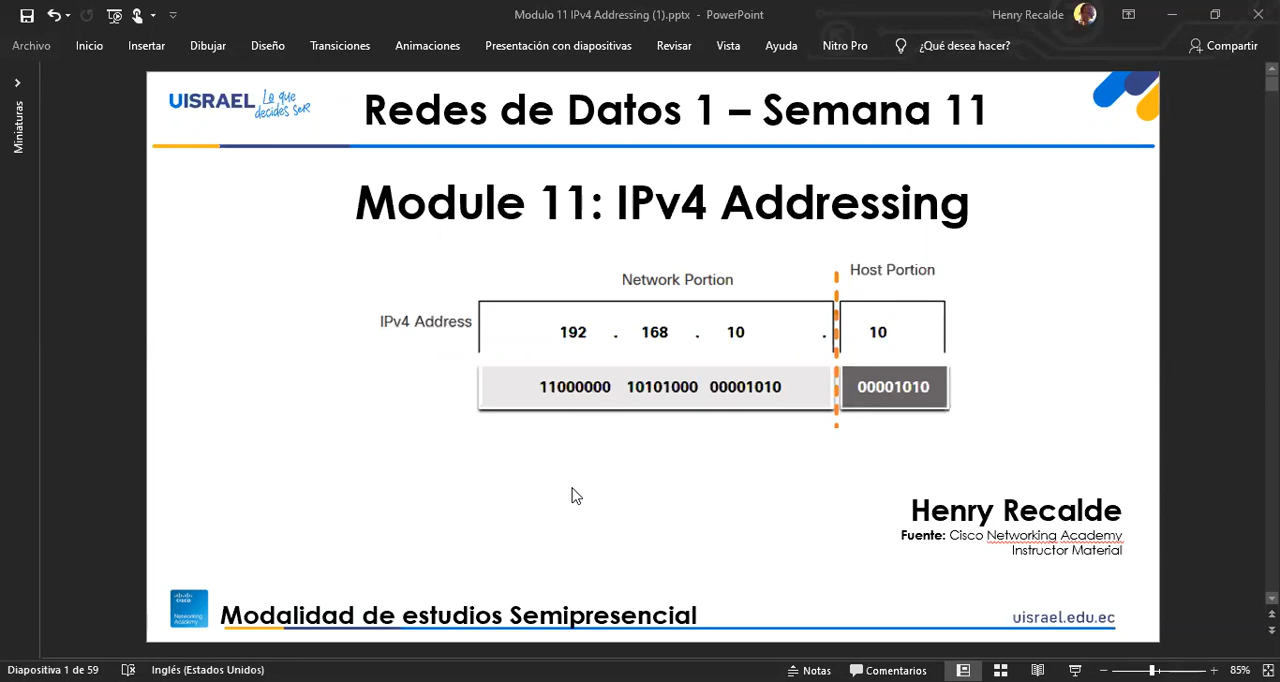 Modulo 11 IPv4 Addressing (1).pptx - PowerPoint
Henry Recalde
Archivo Inicio Insertar Dibujar Diseño Transiciones Animaciones Presentación con diapositivas Revisar Vista Ayuda Nitro Pro ¿Qué desea hacer? Compartir
Miniaturas
UISRAEL Lo que decides ser
Redes de Datos 1 – Semana 11
Module 11: IPv4 Addressing
Network Portion
Host Portion
IPv4 Address
192 . 168 . 10 . 10
11000000 10101000 00001010 00001010
Henry Recalde
Fuente: Cisco Networking Academy
Instructor Material
Networking
Academy
Modalidad de estudios Semipresencial
uisrael.edu.ec
Diapositiva 1 de 59 Inglés (Estados Unidos) Notas Comentarios 85%